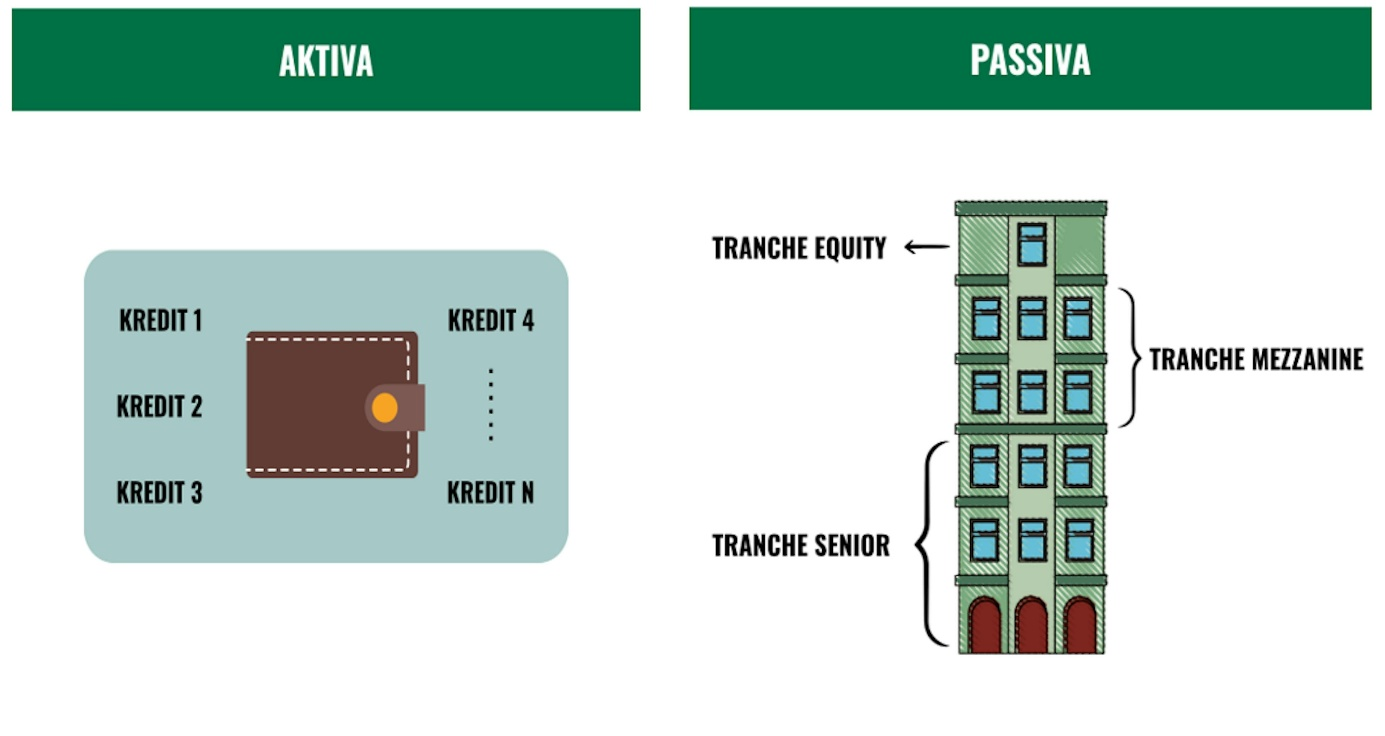 AKTIVA
PASSIVA
KREDIT 1
KREDIT 2
KREDIT 3
KREDIT 4
KREDIT N
TRANCHE EQUITY
TRANCHE MEZZANINE
TRANCHE SENIOR